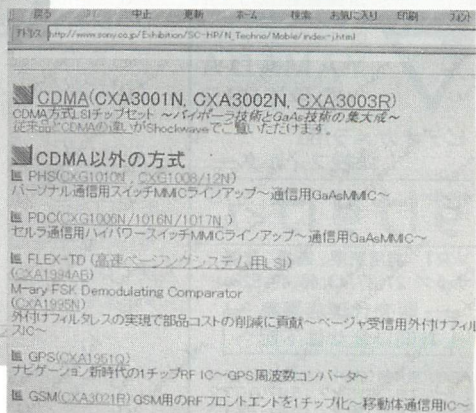 戻る 中止 更新 ホーム 検索 お気に入り 印刷 フォント
アドレス http://www.sony.co.jp/Exhibition/SC-HP/N_Techno/Mobile/index-j.html
CDMA(CXA3001N, CXA3002N, CXA3003R)
CDMA方式LSIチップセット ～バイポーラ技術とGaAs技術の集大成～
従来品とCDMAの違いがShockwaveでご覧いただけます。
CDMA以外の方式
PHS(CXG1010N , CXG1008/12N)
パーソナル通信用スイッチMMICラインアップ～通信用GaAsMMIC～
PDC(CXG1006N/1016N/1017N )
セルラ通信用ハイパワースイッチMMICラインアップ～通信用GaAsMMIC～
FLEX-TD (高速ページングシステム用LSI)
(CXA1994AB)
M-ary FSK Demodulating Comparator
(CXA1995N)
外付けフィルタレスの実現で部品コストの削減に貢献～ページャ受信用外付けフィル
スIC～
GPS(CXA1951Q)
ナビゲーション新時代の1チップRF IC～GPS周波数コンバータ～
GSM(CXA3021R) GSM用のRFフロントエンドを1チップ化～移動体通信用IC～